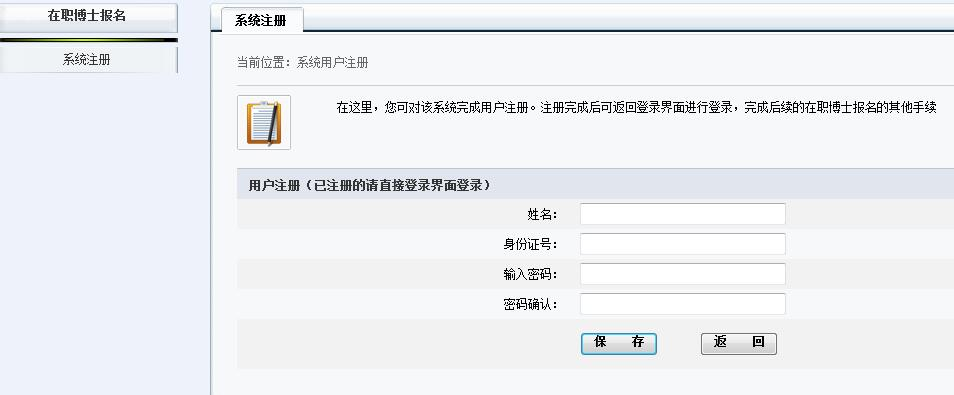 在职博士报名
系统注册
系统注册
当前位置：系统用户注册
在这里，您可对该系统完成用户注册。注册完成后可返回登录界面进行登录，完成后续的在职博士报名的其他手续
用户注册（已注册的请直接登录界面登录）
姓名：
身份证号：
输入密码：
密码确认：
保 存 返 回